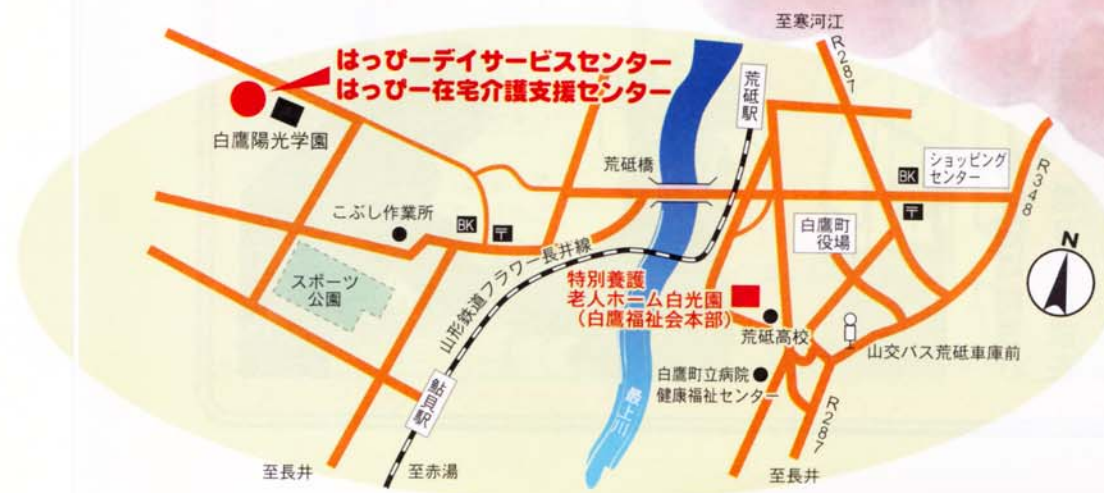 至寒河江
R287
はっぴーデイサービスセンター
はっぴー在宅介護支援センター
白鷹陽光学園
荒砥駅
荒砥橋
BK
ショッピング
センター
R348
〒
こぶし作業所
BK
〒
白鷹町
役場
N
スポーツ
公園
山形鉄道フラワー長井線
特別養護
老人ホーム白光園
（白鷹福祉会本部）
荒砥高校
山交バス荒砥車庫前
白鷹町立病院
健康福祉センター
鮎貝駅
最上川
R287
至長井
至赤湯
至長井